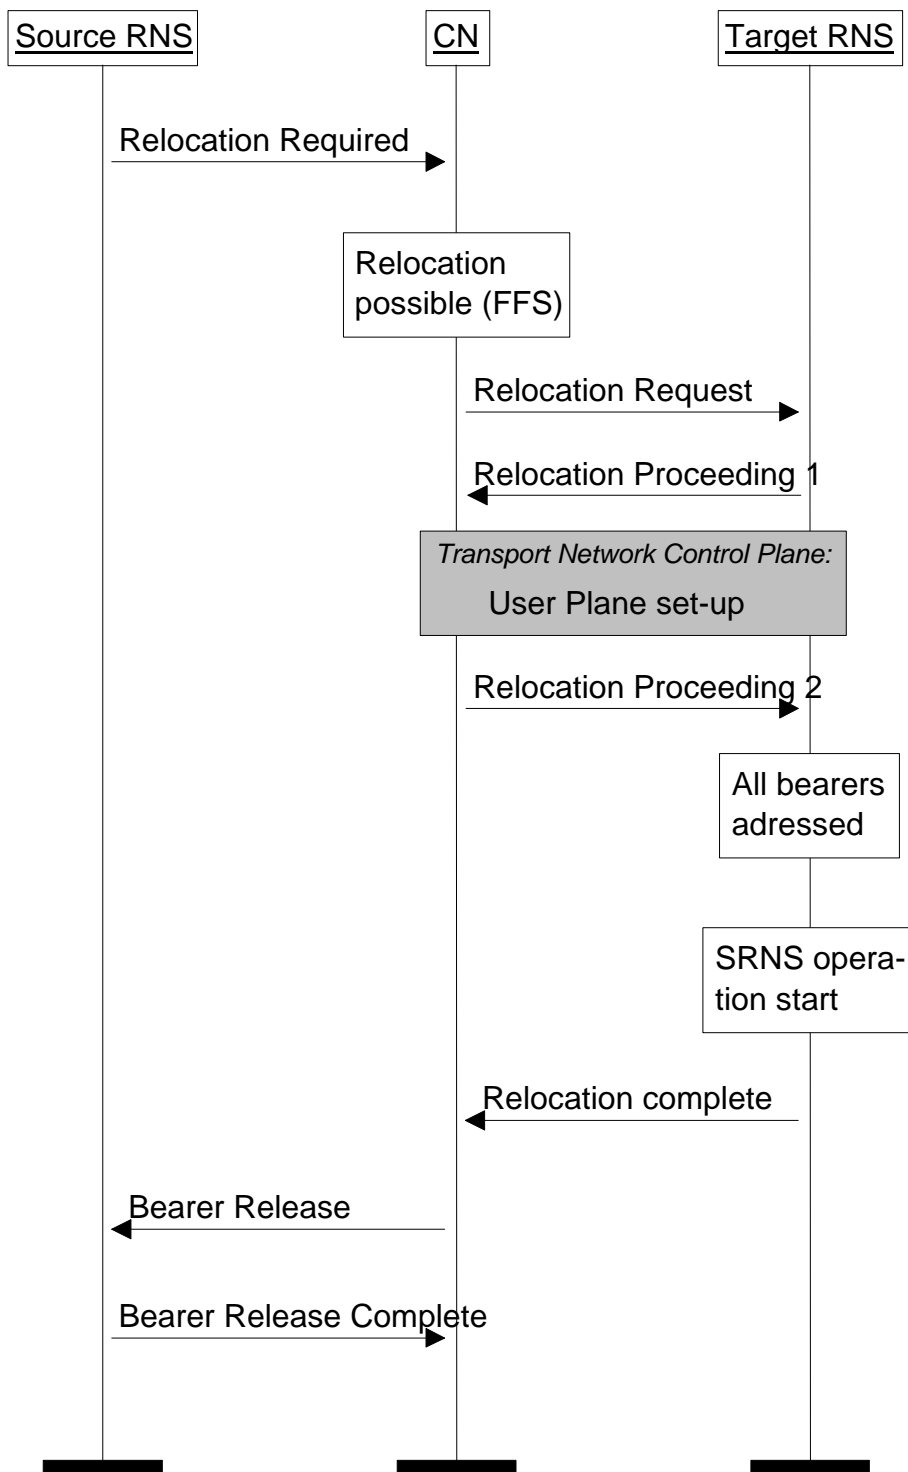 Source RNS
CN
Target RNS
Relocation Required
Relocation
possible (FFS)
Relocation Request
Relocation Proceeding 1
Transport Network Control Plane:
User Plane set-up
Relocation Proceeding 2
All bearers
adressed
SRNS opera-
tion start
Relocation complete
Bearer Release
Bearer Release Complete